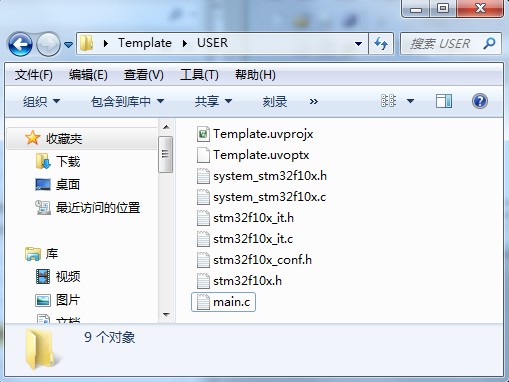 Template ▸ USER
搜索 USER
文件(F) 编辑(E) 查看(V) 工具(T) 帮助(H)
组织 包含到库中 共享 刻录 »
收藏夹
下载
桌面
最近访问的位置
库
视频
图片
文档
Template.uvprojx
Template.uvoptx
system_stm32f10x.h
system_stm32f10x.c
stm32f10x_it.h
stm32f10x_it.c
stm32f10x_conf.h
stm32f10x.h
main.c
9 个对象